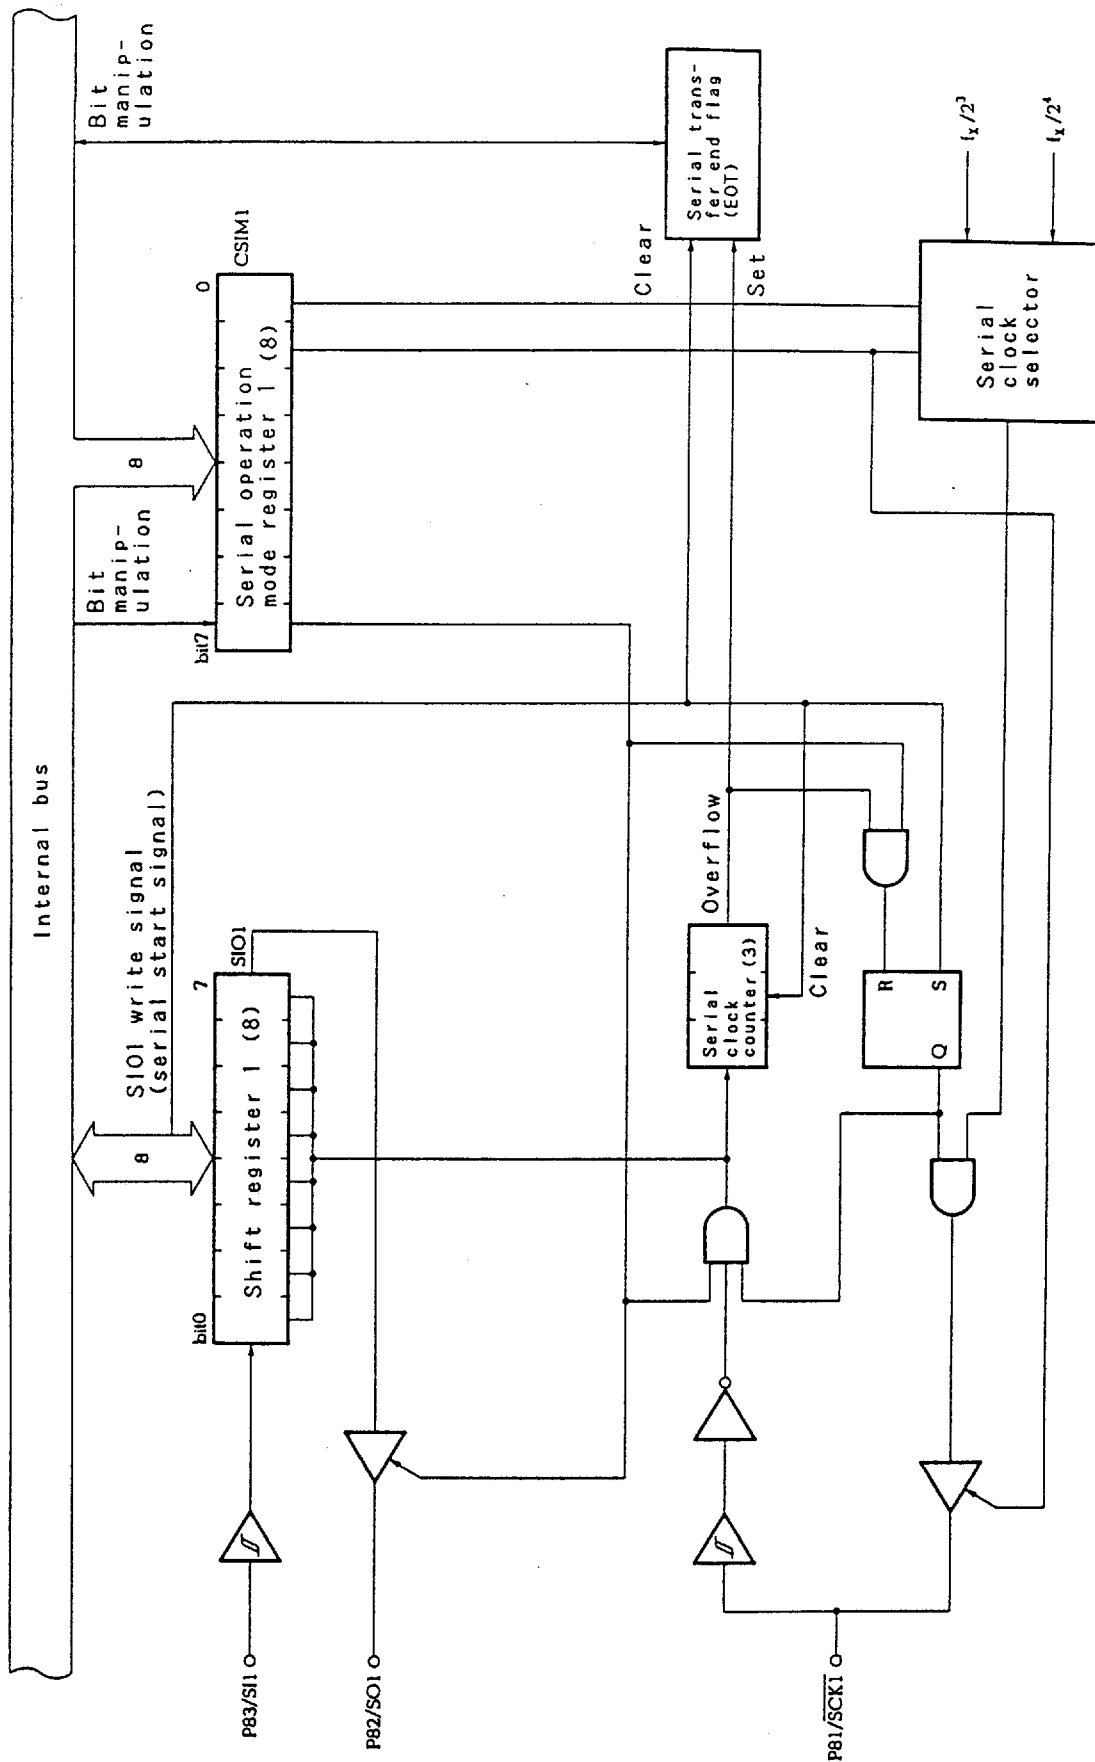 Internal bus
Bit
manip-
ulation
8
Bit
manip-
ulation
SIO1 write signal
(serial start signal)
8
bit0
7
SIO1
Shift register 1 (8)
bit7
0
CSIM1
Serial operation
mode register 1 (8)
P83/SI1
P82/SO1
P81/S̅C̅K̅1̅
Serial
clock
counter (3)
Overflow
Clear
Clear
Set
Serial trans-
fer end flag
(EOT)
R
S
Q
Serial
clock
selector
fx/2³
fx/2⁴